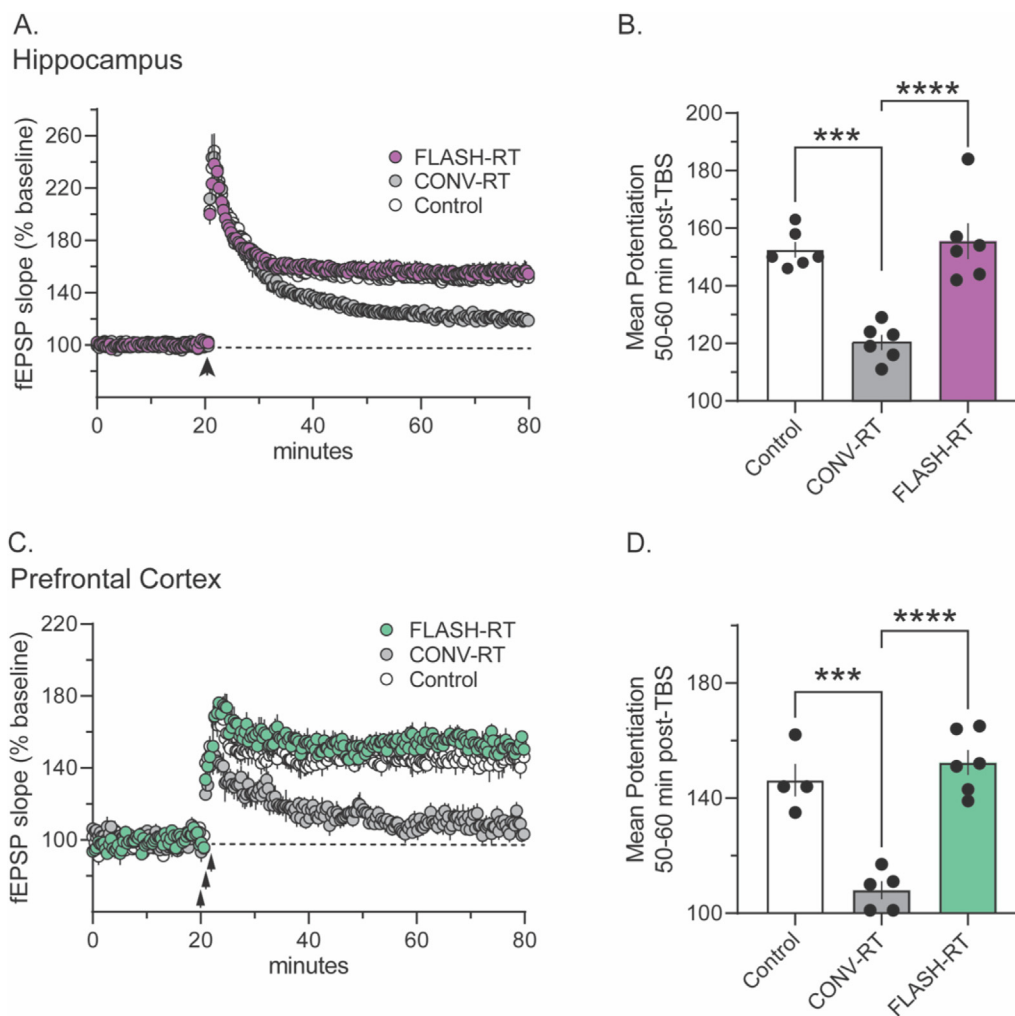 A.
Hippocampus
fEPSP slope (% baseline)
260
220
180
140
100
FLASH-RT
CONV-RT
Control
0
20
40
60
80
minutes
B.
Mean Potentiation
50-60 min post-TBS
200
180
160
140
120
100
***
****
Control
CONV-RT
FLASH-RT
C.
Prefrontal Cortex
fEPSP slope (% baseline)
220
180
140
100
FLASH-RT
CONV-RT
Control
0
20
40
60
80
minutes
D.
Mean Potentiation
50-60 min post-TBS
180
140
100
***
****
Control
CONV-RT
FLASH-RT